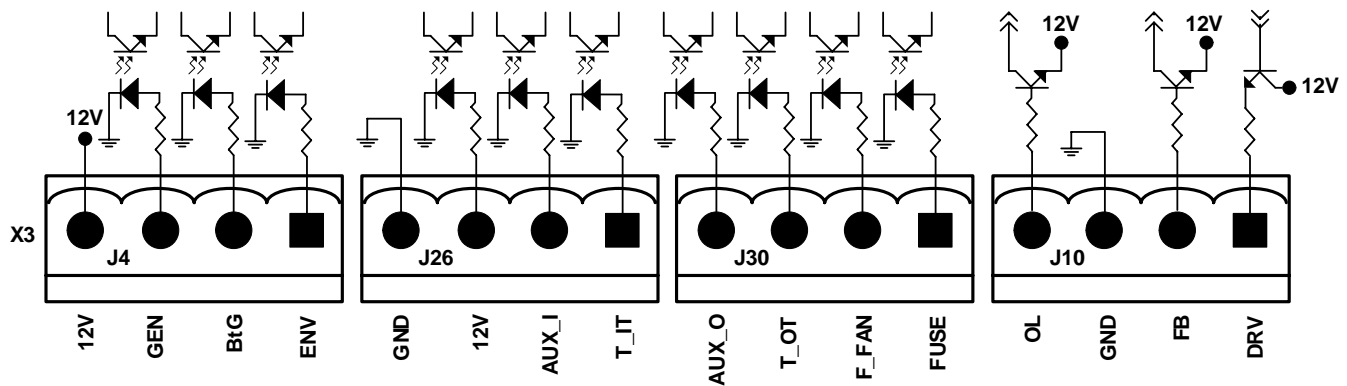 12V
12V
12V
12V
X3
J4
J26
J30
J10
12V
GEN
BtG
ENV
GND
12V
AUX_I
T_IT
AUX_O
T_OT
F_FAN
FUSE
OL
GND
FB
DRV